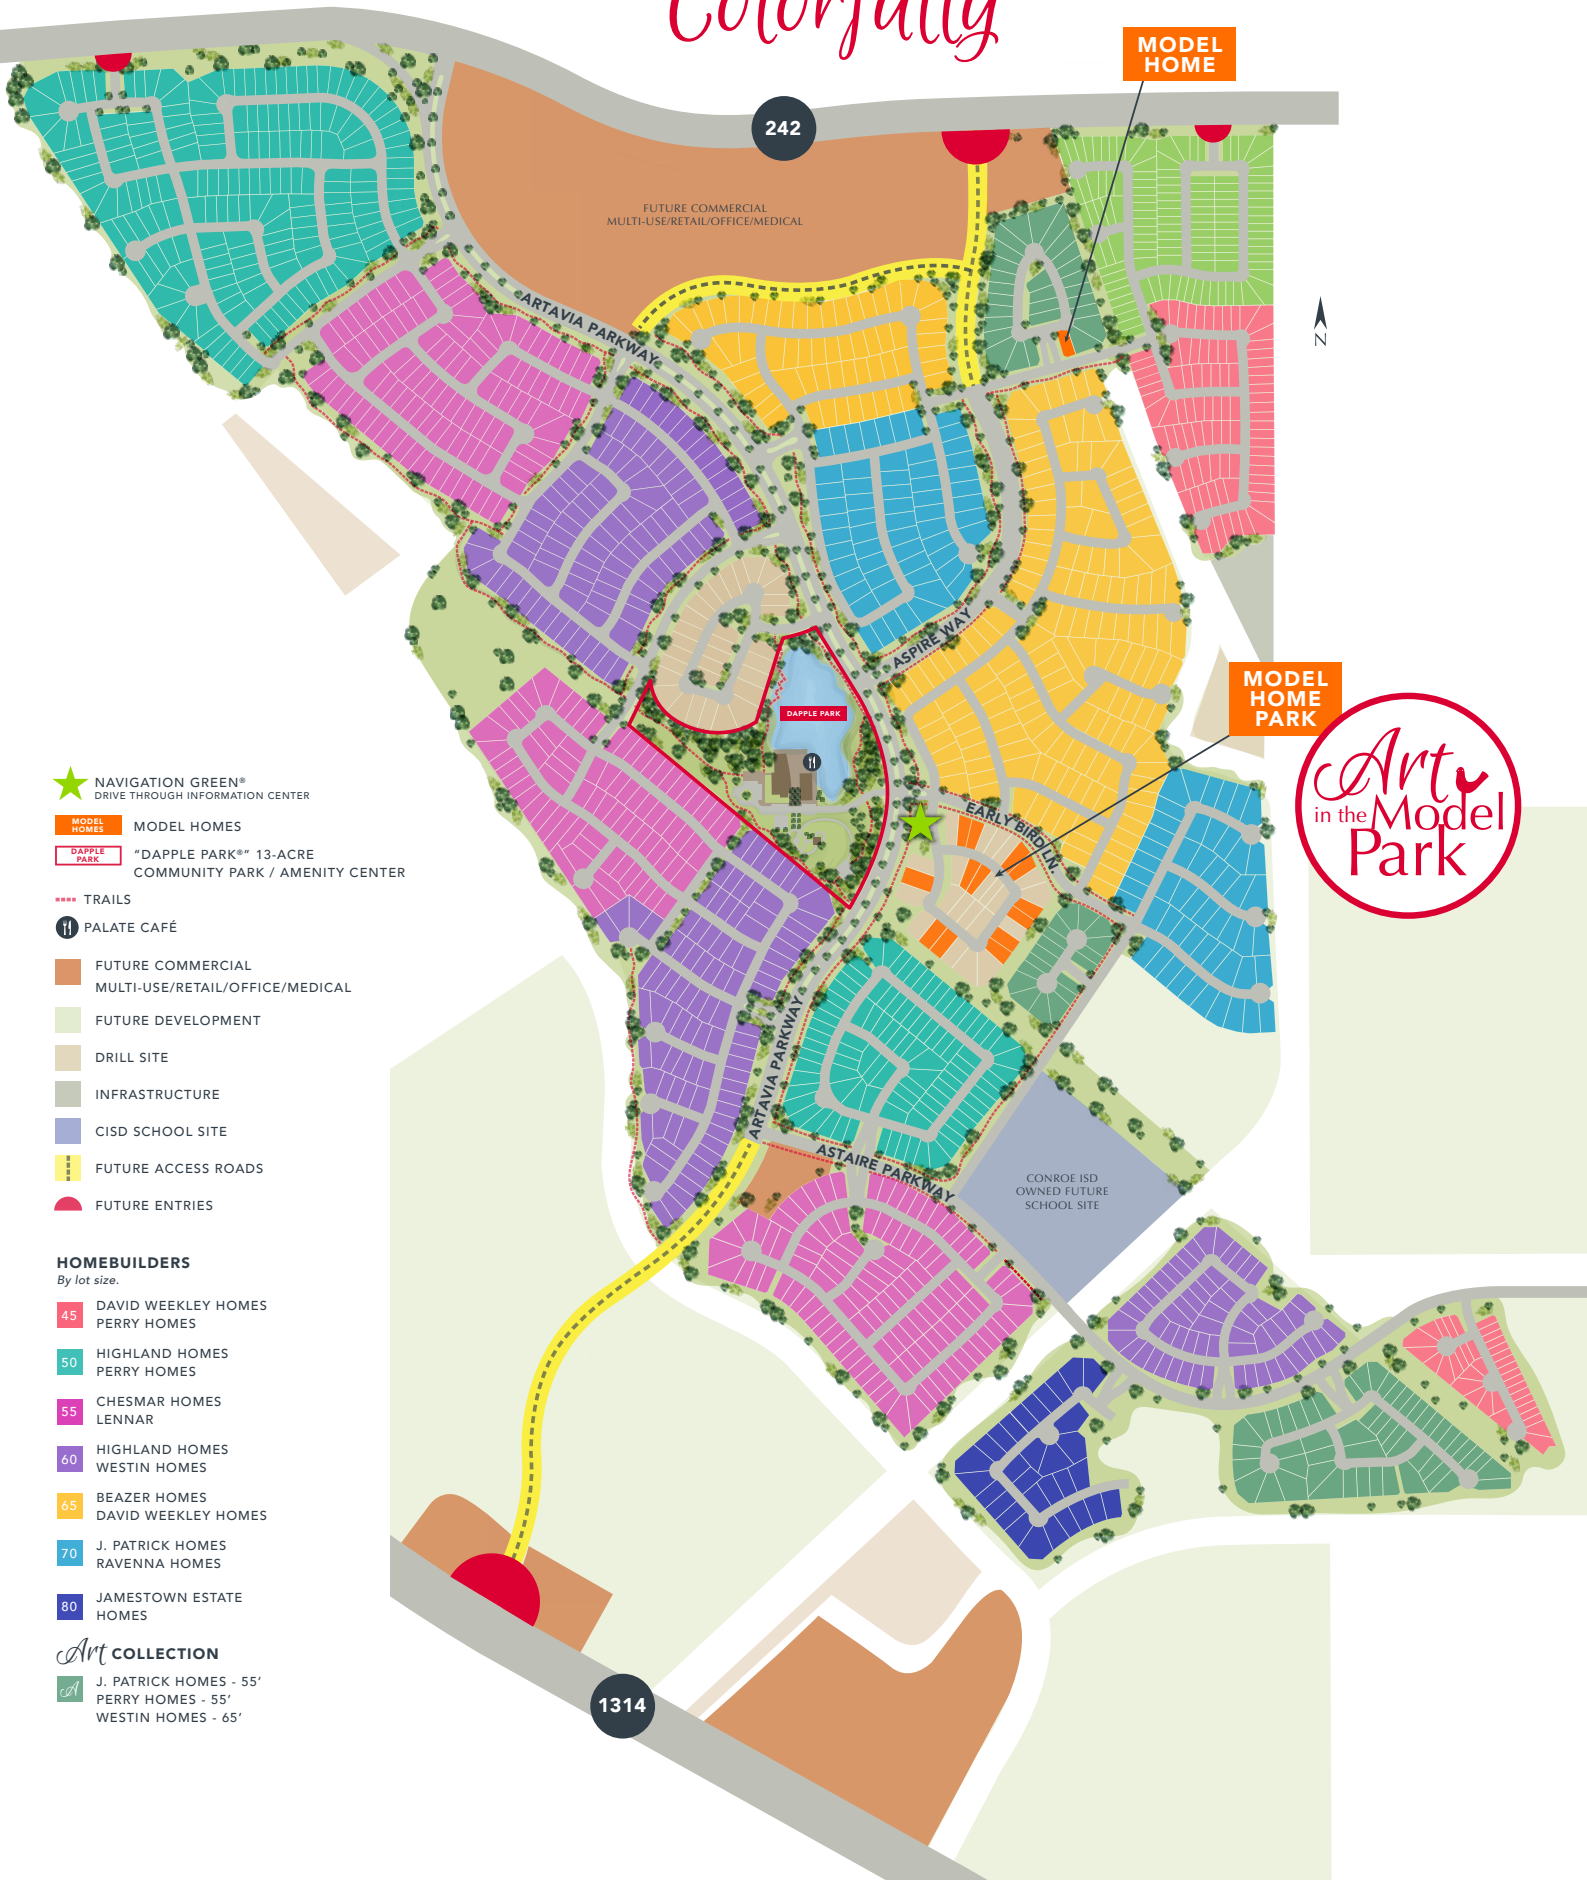 Colorfully
MODEL
HOME
242
FUTURE COMMERCIAL
MULTI-USE/RETAIL/OFFICE/MEDICAL
ARTAVIA PARKWAY
N
ASPIRE WAY
MODEL
HOME
PARK
DAPPLE PARK
EARLY BIRD LN.
Art
in the Model
Park
ARTAVIA PARKWAY
ASTAIRE PARKWAY
CONROE ISD
OWNED FUTURE
SCHOOL SITE
1314
NAVIGATION GREEN®
DRIVE THROUGH INFORMATION CENTER
MODEL
HOMES
MODEL HOMES
DAPPLE
PARK
“DAPPLE PARK®” 13-ACRE
COMMUNITY PARK / AMENITY CENTER
TRAILS
PALATE CAFÉ
FUTURE COMMERCIAL
MULTI-USE/RETAIL/OFFICE/MEDICAL
FUTURE DEVELOPMENT
DRILL SITE
INFRASTRUCTURE
CISD SCHOOL SITE
FUTURE ACCESS ROADS
FUTURE ENTRIES
HOMEBUILDERS
By lot size.
45 DAVID WEEKLEY HOMES
PERRY HOMES
50 HIGHLAND HOMES
PERRY HOMES
55 CHESMAR HOMES
LENNAR
60 HIGHLAND HOMES
WESTIN HOMES
65 BEAZER HOMES
DAVID WEEKLEY HOMES
70 J. PATRICK HOMES
RAVENNA HOMES
80 JAMESTOWN ESTATE
HOMES
Art COLLECTION
A J. PATRICK HOMES - 55’
PERRY HOMES - 55’
WESTIN HOMES - 65’